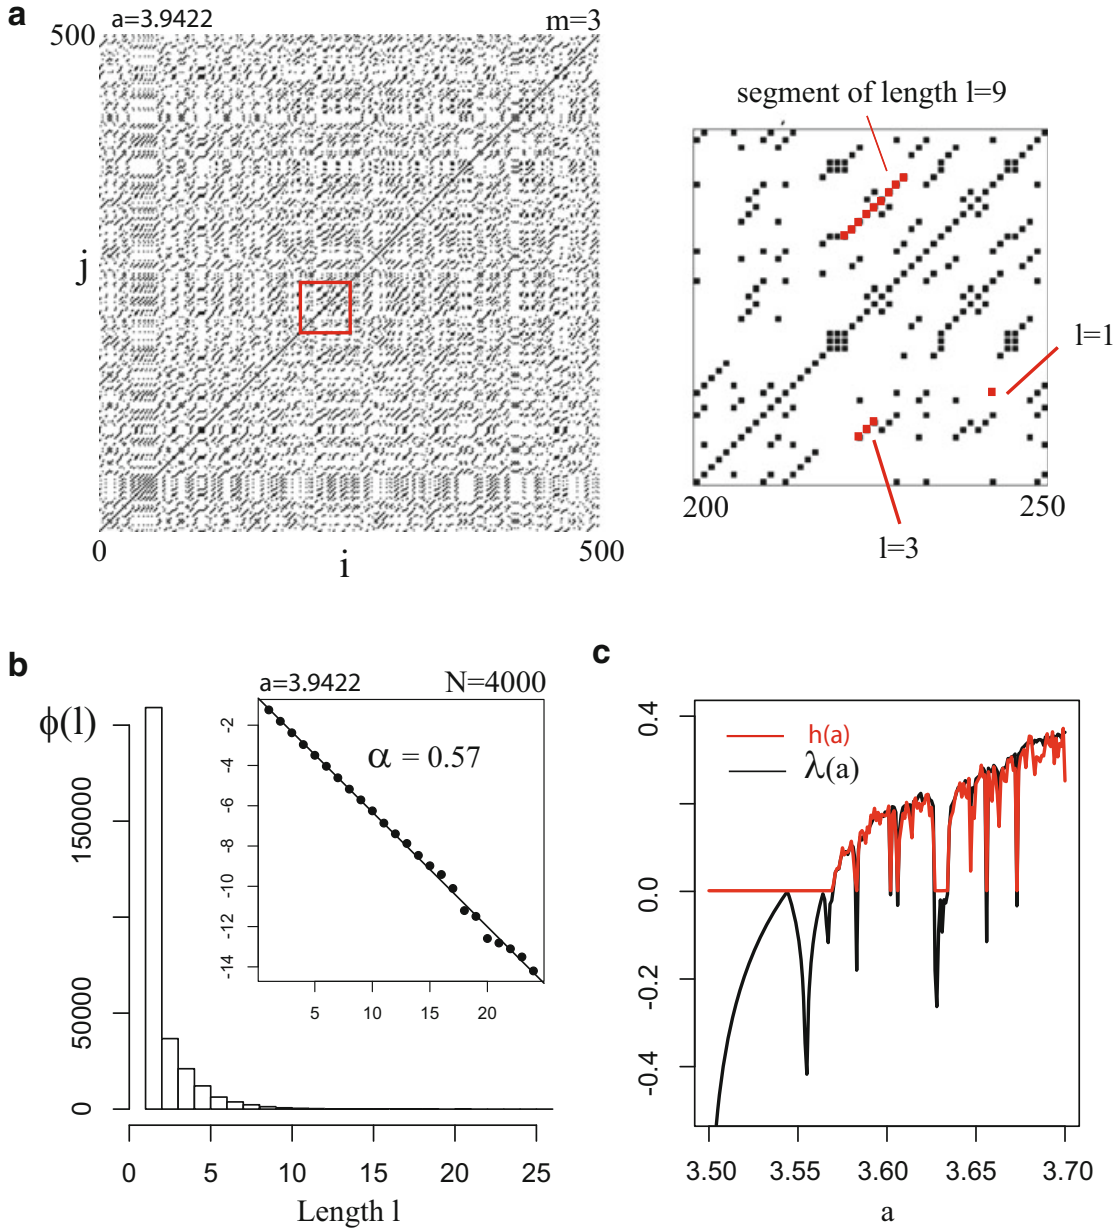 a
a=3.9422
m=3
500
j
0
i
500
segment of length l=9
l=1
200
250
l=3
b
a=3.9422
N=4000
ϕ(l)
α = 0.57
-2
-4
-6
-8
-10
-12
-14
5
10
15
20
150000
50000
0
0
5
10
15
20
25
Length l
c
h(a)
λ(a)
0.4
0.0
-0.2
-0.4
3.50
3.55
3.60
3.65
3.70
a